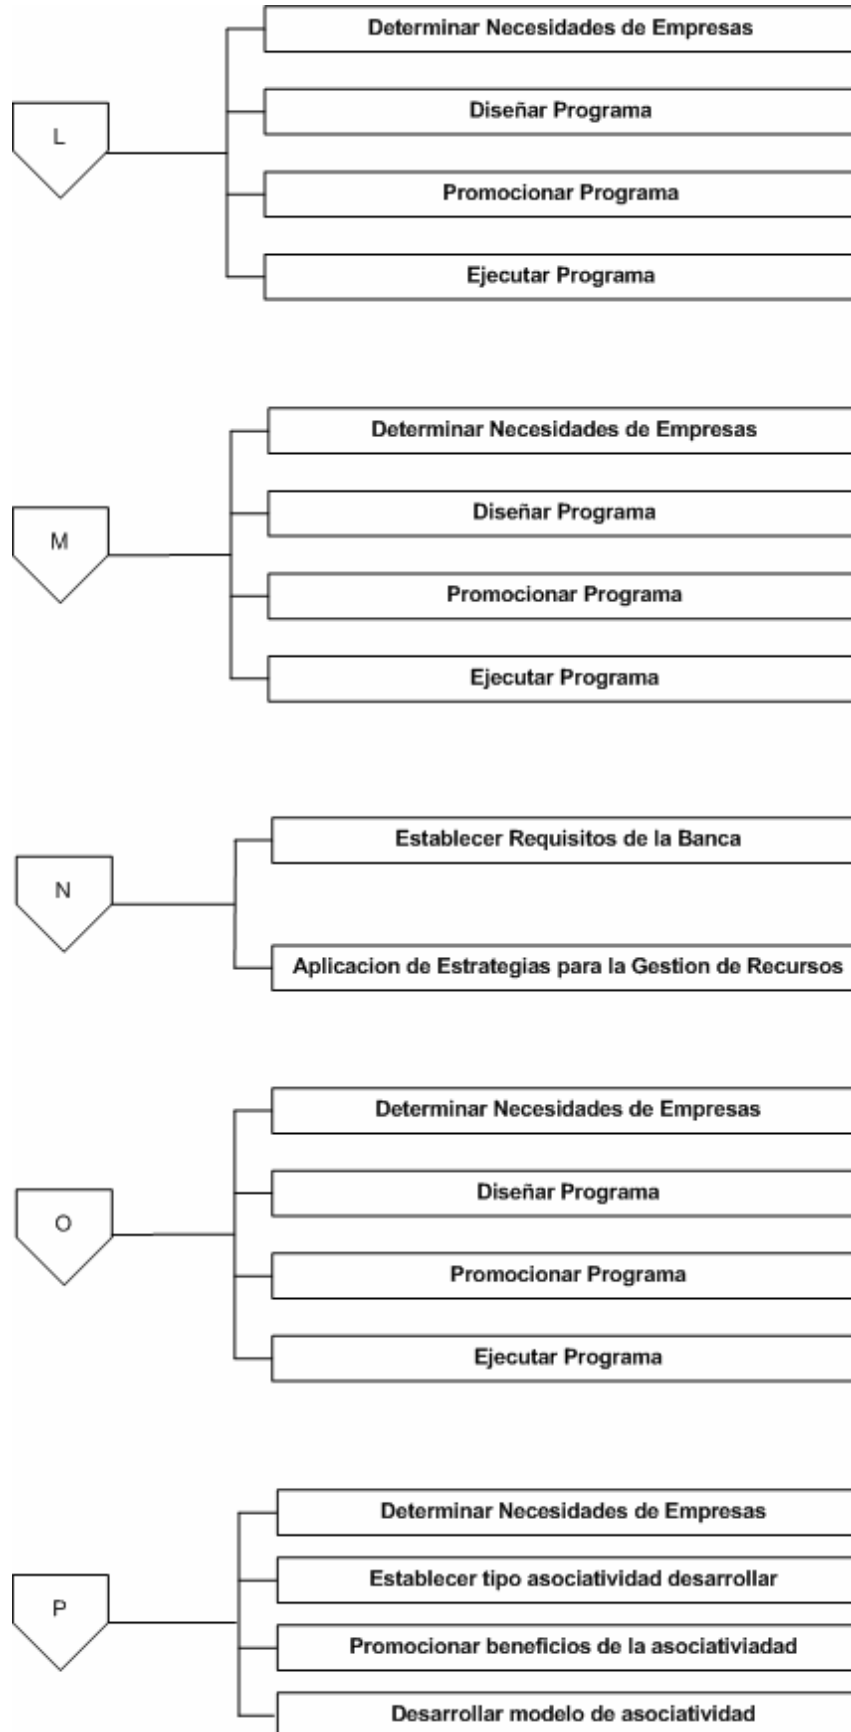 Determinar Necesidades de Empresas
L
Diseñar Programa
Promocionar Programa
Ejecutar Programa
Determinar Necesidades de Empresas
M
Diseñar Programa
Promocionar Programa
Ejecutar Programa
Establecer Requisitos de la Banca
N
Aplicacion de Estrategias para la Gestion de Recursos
Determinar Necesidades de Empresas
O
Diseñar Programa
Promocionar Programa
Ejecutar Programa
Determinar Necesidades de Empresas
P
Establecer tipo asociatividad desarrollar
Promocionar beneficios de la asociativiadad
Desarrollar modelo de asociatividad